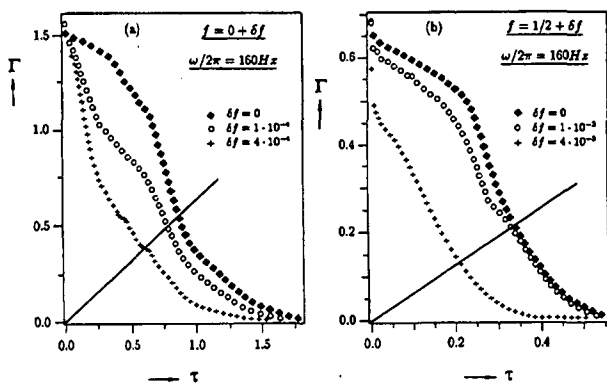 (a) f = 0 + δf
ω/2π = 160Hz
Γ
δf = 0
δf = 1 · 10⁻⁴
δf = 4 · 10⁻⁴
1.5
1.0
0.5
0.0
0.0 0.5 1.0 1.5
τ
(b) f = 1/2 + δf
ω/2π = 160Hz
Γ
δf = 0
δf = 1 · 10⁻³
δf = 4 · 10⁻³
0.6
0.4
0.2
0.0
0.0 0.2 0.40
τ